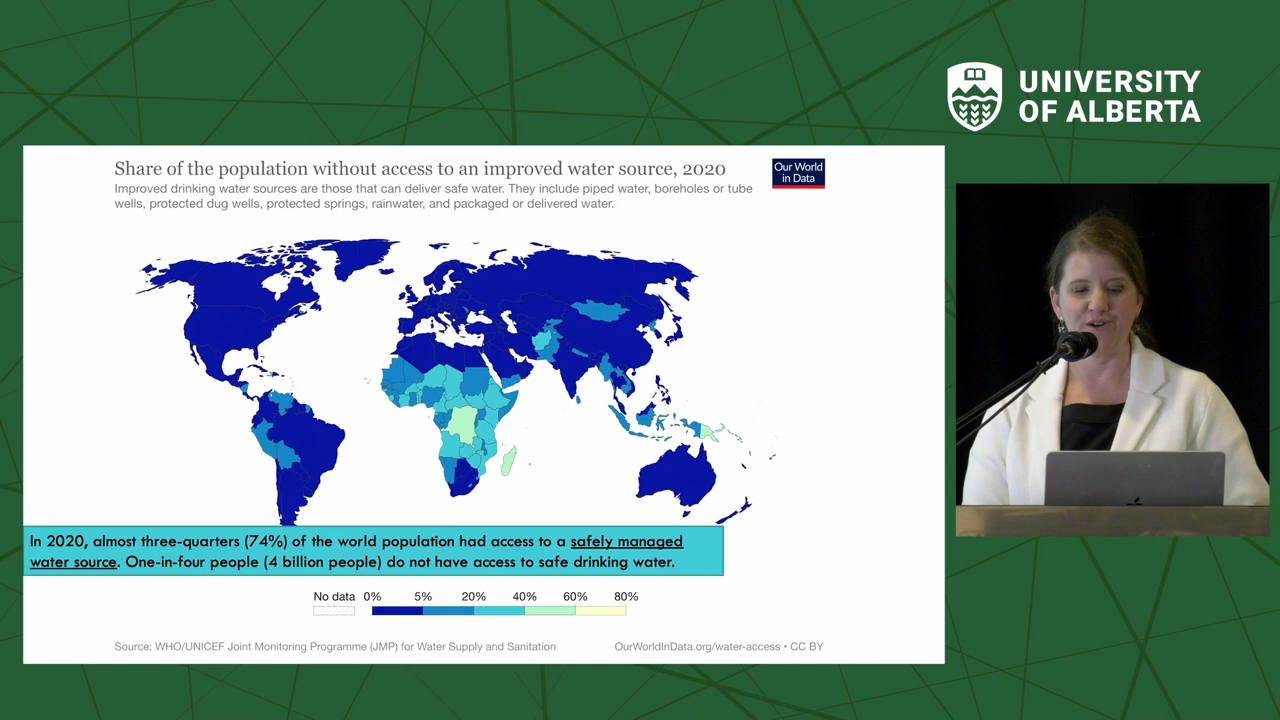 UNIVERSITY
OF ALBERTA
Share of the population without access to an improved water source, 2020
Our World
in Data
Improved drinking water sources are those that can deliver safe water. They include piped water, boreholes or tube
wells, protected dug wells, protected springs, rainwater, and packaged or delivered water.
In 2020, almost three-quarters (74%) of the world population had access to a safely managed
water source. One-in-four people (4 billion people) do not have access to safe drinking water.
No data 0% 5% 20% 40% 60% 80%
Source: WHO/UNICEF Joint Monitoring Programme (JMP) for Water Supply and Sanitation
OurWorldInData.org/water-access • CC BY